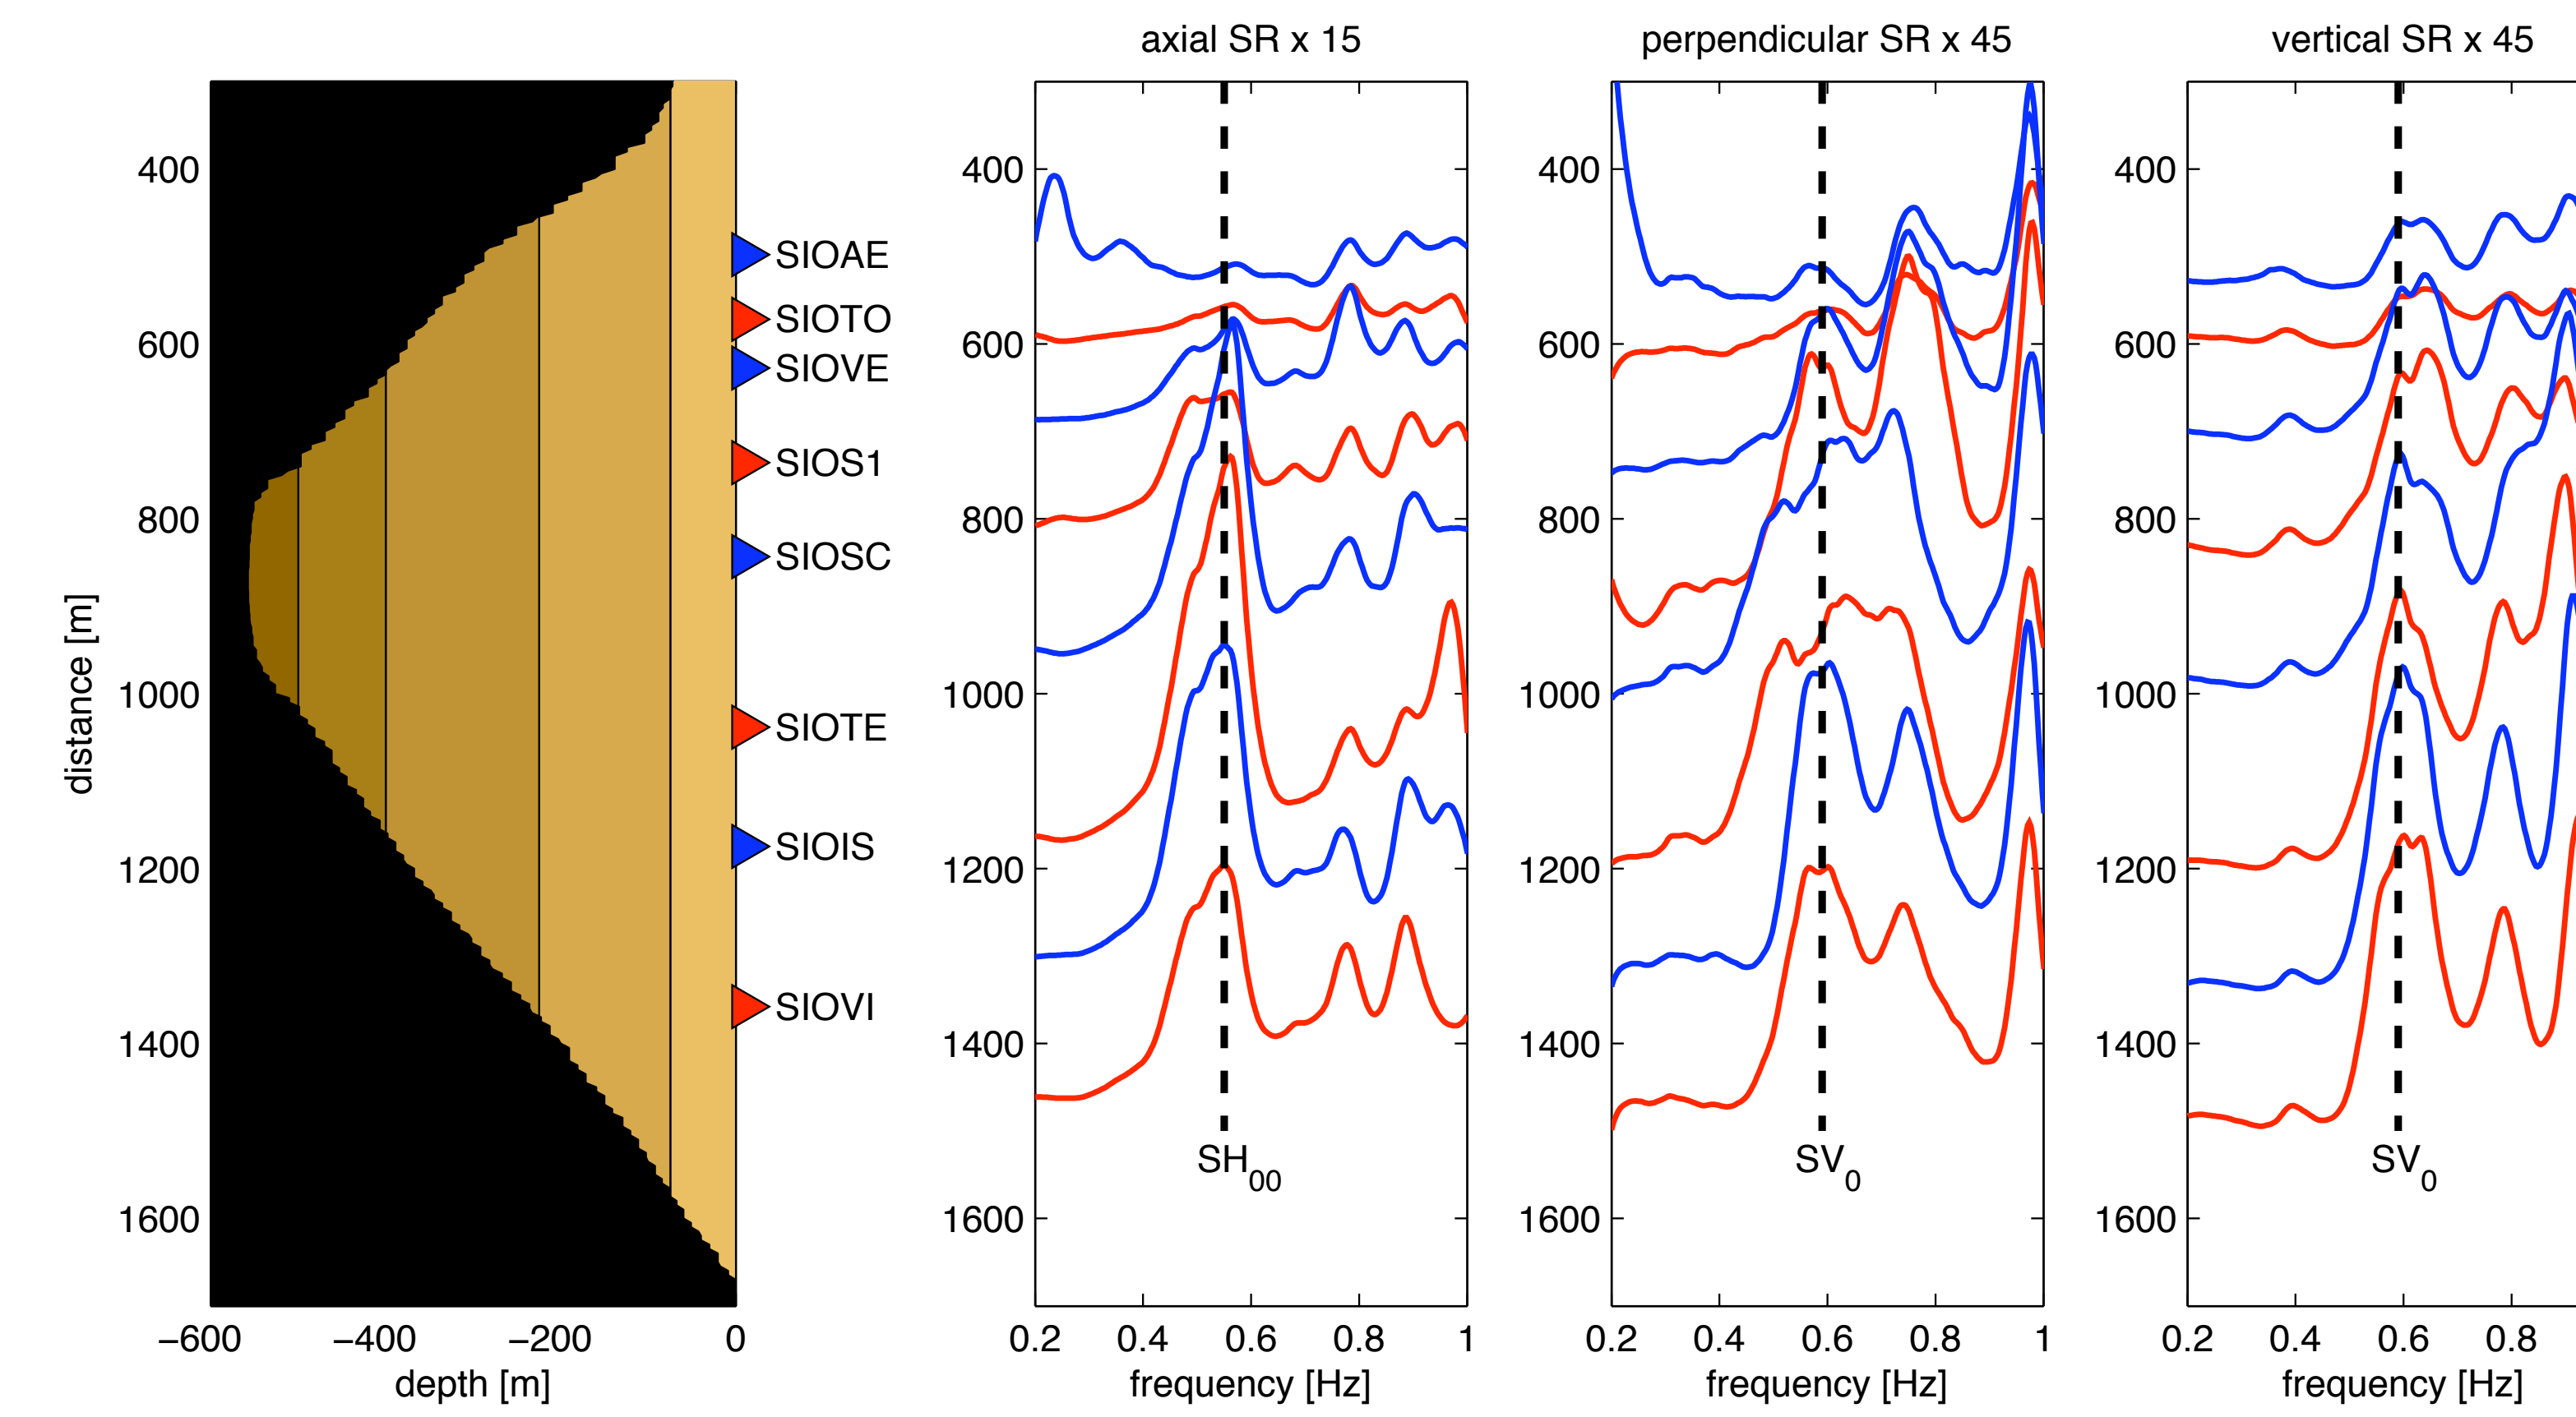 axial SR x 15
perpendicular SR x 45
vertical SR x 45
distance [m]
400
600
800
1000
1200
1400
1600
−600
−400
−200
0
depth [m]
SIOAE
SIOTO
SIOVE
SIOS1
SIOSC
SIOTE
SIOIS
SIOVI
400
600
800
1000
1200
1400
1600
SH00
0.2
0.4
0.6
0.8
1
frequency [Hz]
400
600
800
1000
1200
1400
1600
SV0
0.2
0.4
0.6
0.8
1
frequency [Hz]
400
600
800
1000
1200
1400
1600
SV0
0.2
0.4
0.6
0.8
frequency [Hz]